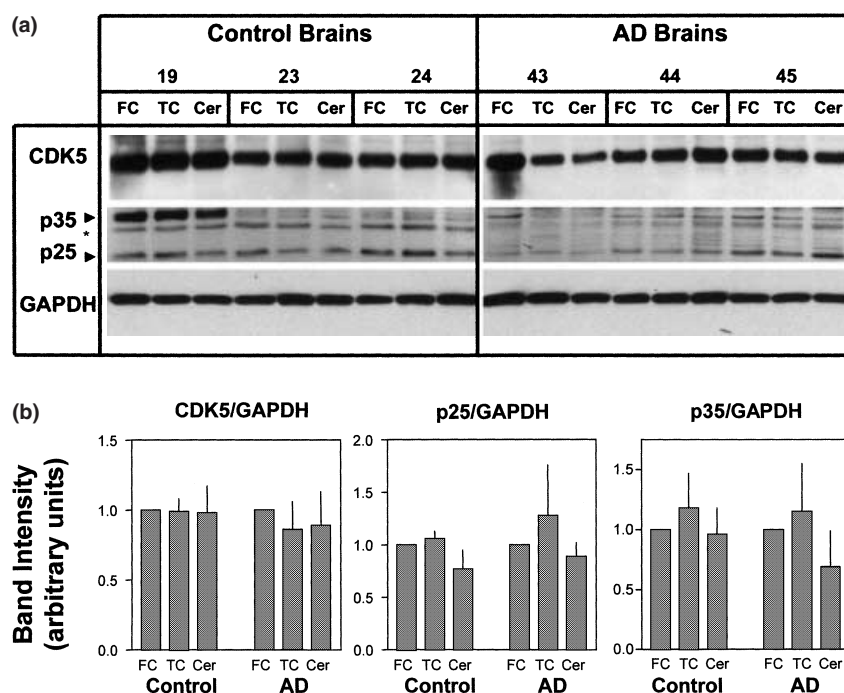 (a)
Control Brains AD Brains
19 23 24 43 44 45
FC TC Cer FC TC Cer FC TC Cer FC TC Cer FC TC Cer FC TC Cer
CDK5
p35
*
p25
GAPDH
(b)
CDK5/GAPDH p25/GAPDH p35/GAPDH
Band Intensity
(arbitrary units)
1.5
1.0
0.5
0.0
FC TC Cer FC TC Cer
Control AD
2.0
1.5
1.0
0.5
0.0
FC TC Cer FC TC Cer
Control AD
1.5
1.0
0.5
0.0
FC TC Cer FC TC Cer
Control AD